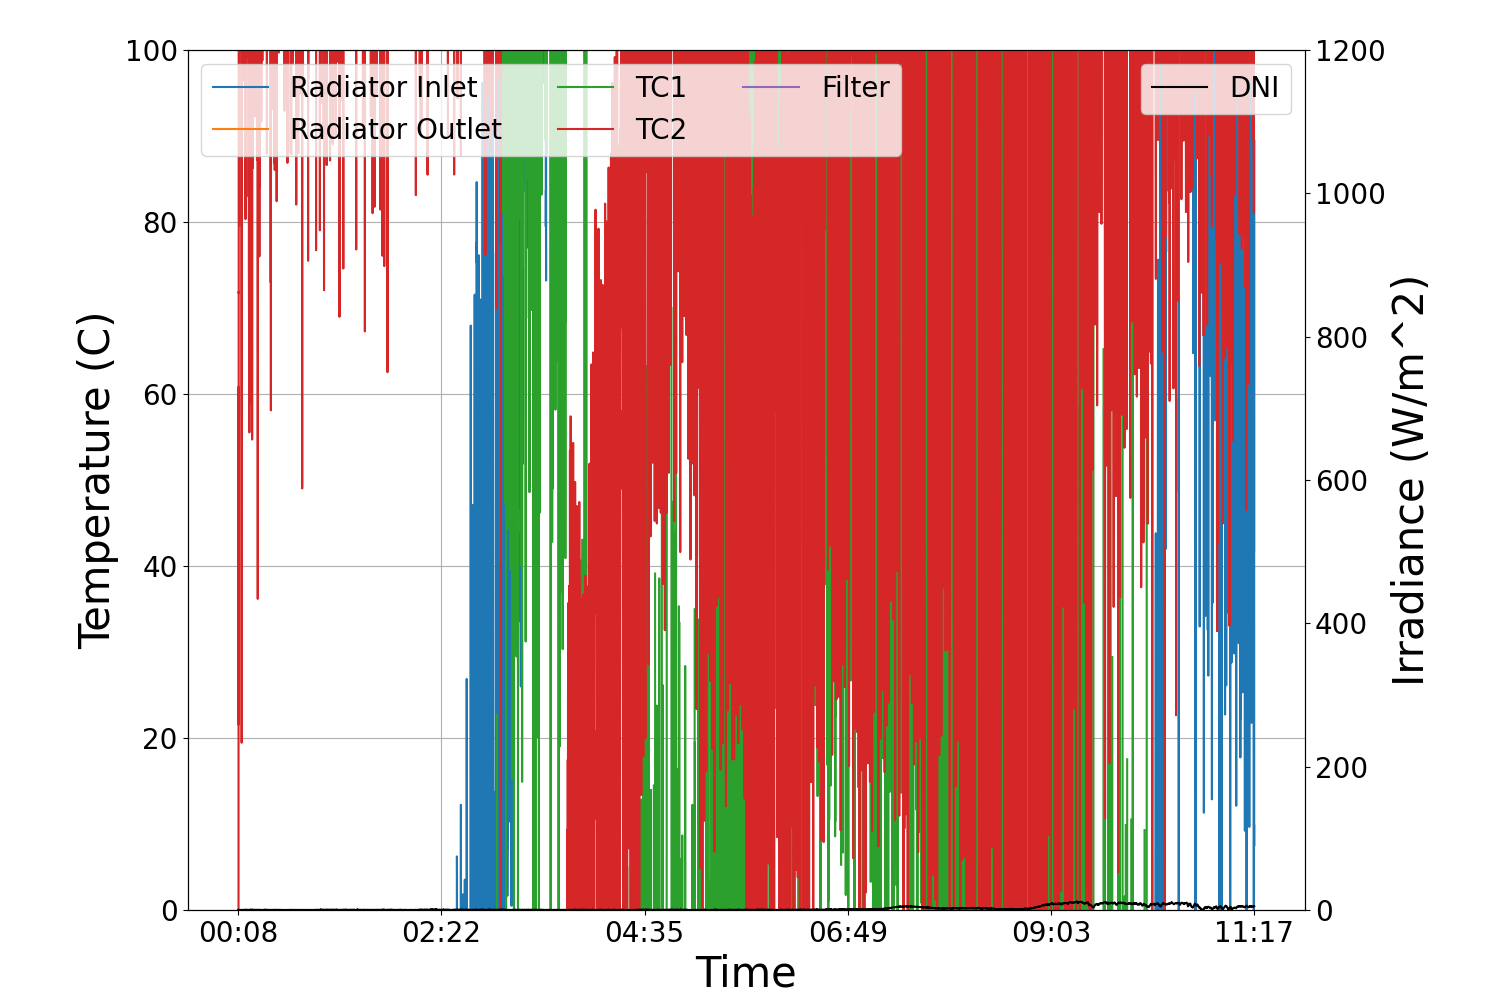 100
80
60
40
20
0
Temperature (C)
Radiator Inlet
Radiator Outlet
TC1
TC2
Filter
DNI
1200
1000
800
600
400
200
0
Irradiance (W/m^2)
00:08
02:22
04:35
06:49
09:03
11:17
Time